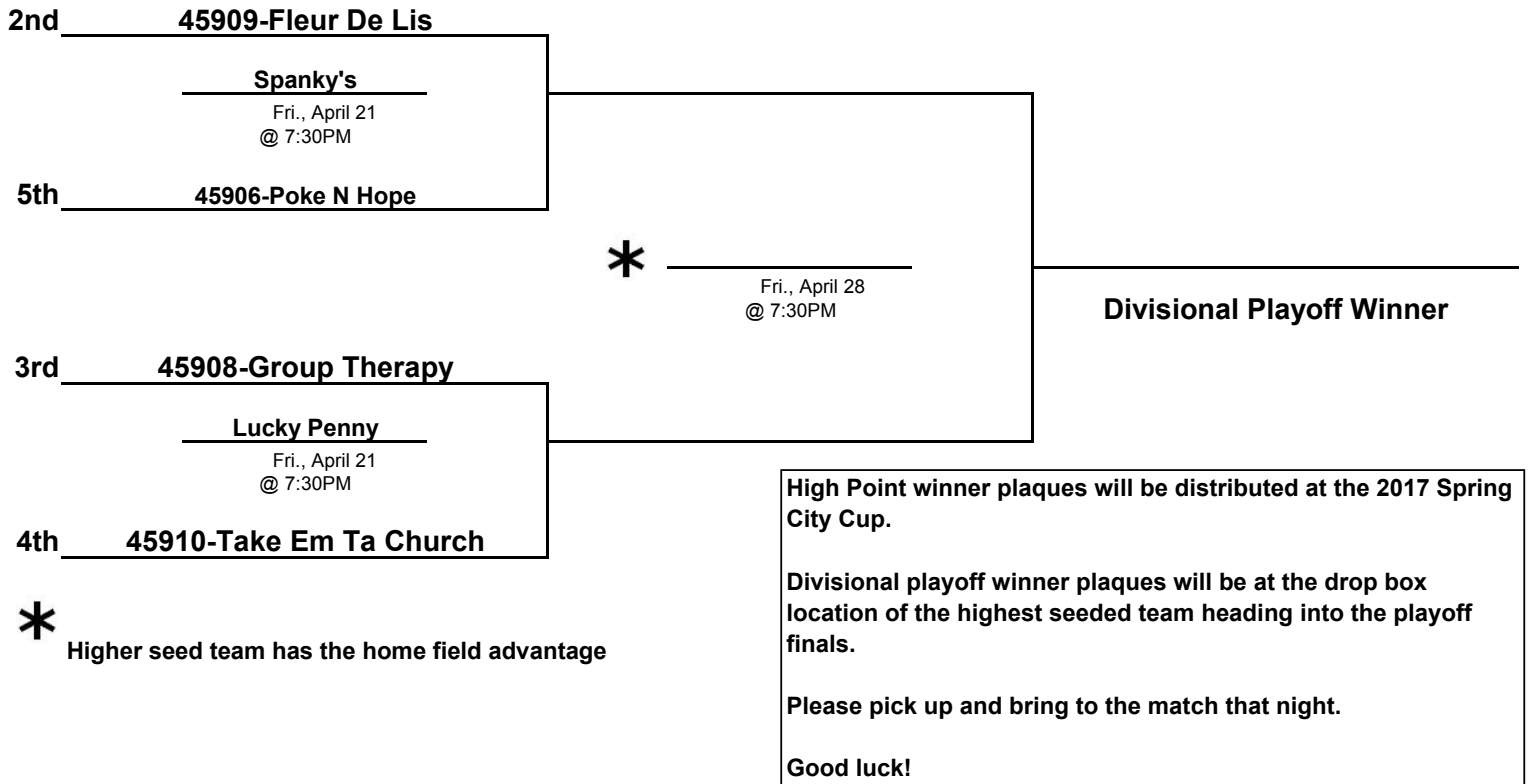 2nd 45909-Fleur De Lis
Spanky's
Fri., April 21
@ 7:30PM
5th 45906-Poke N Hope
*
Fri., April 28
@ 7:30PM
Divisional Playoff Winner
3rd 45908-Group Therapy
Lucky Penny
Fri., April 21
@ 7:30PM
4th 45910-Take Em Ta Church
* Higher seed team has the home field advantage
High Point winner plaques will be distributed at the 2017 Spring
City Cup.
Divisional playoff winner plaques will be at the drop box
location of the highest seeded team heading into the playoff
finals.
Please pick up and bring to the match that night.
Good luck!